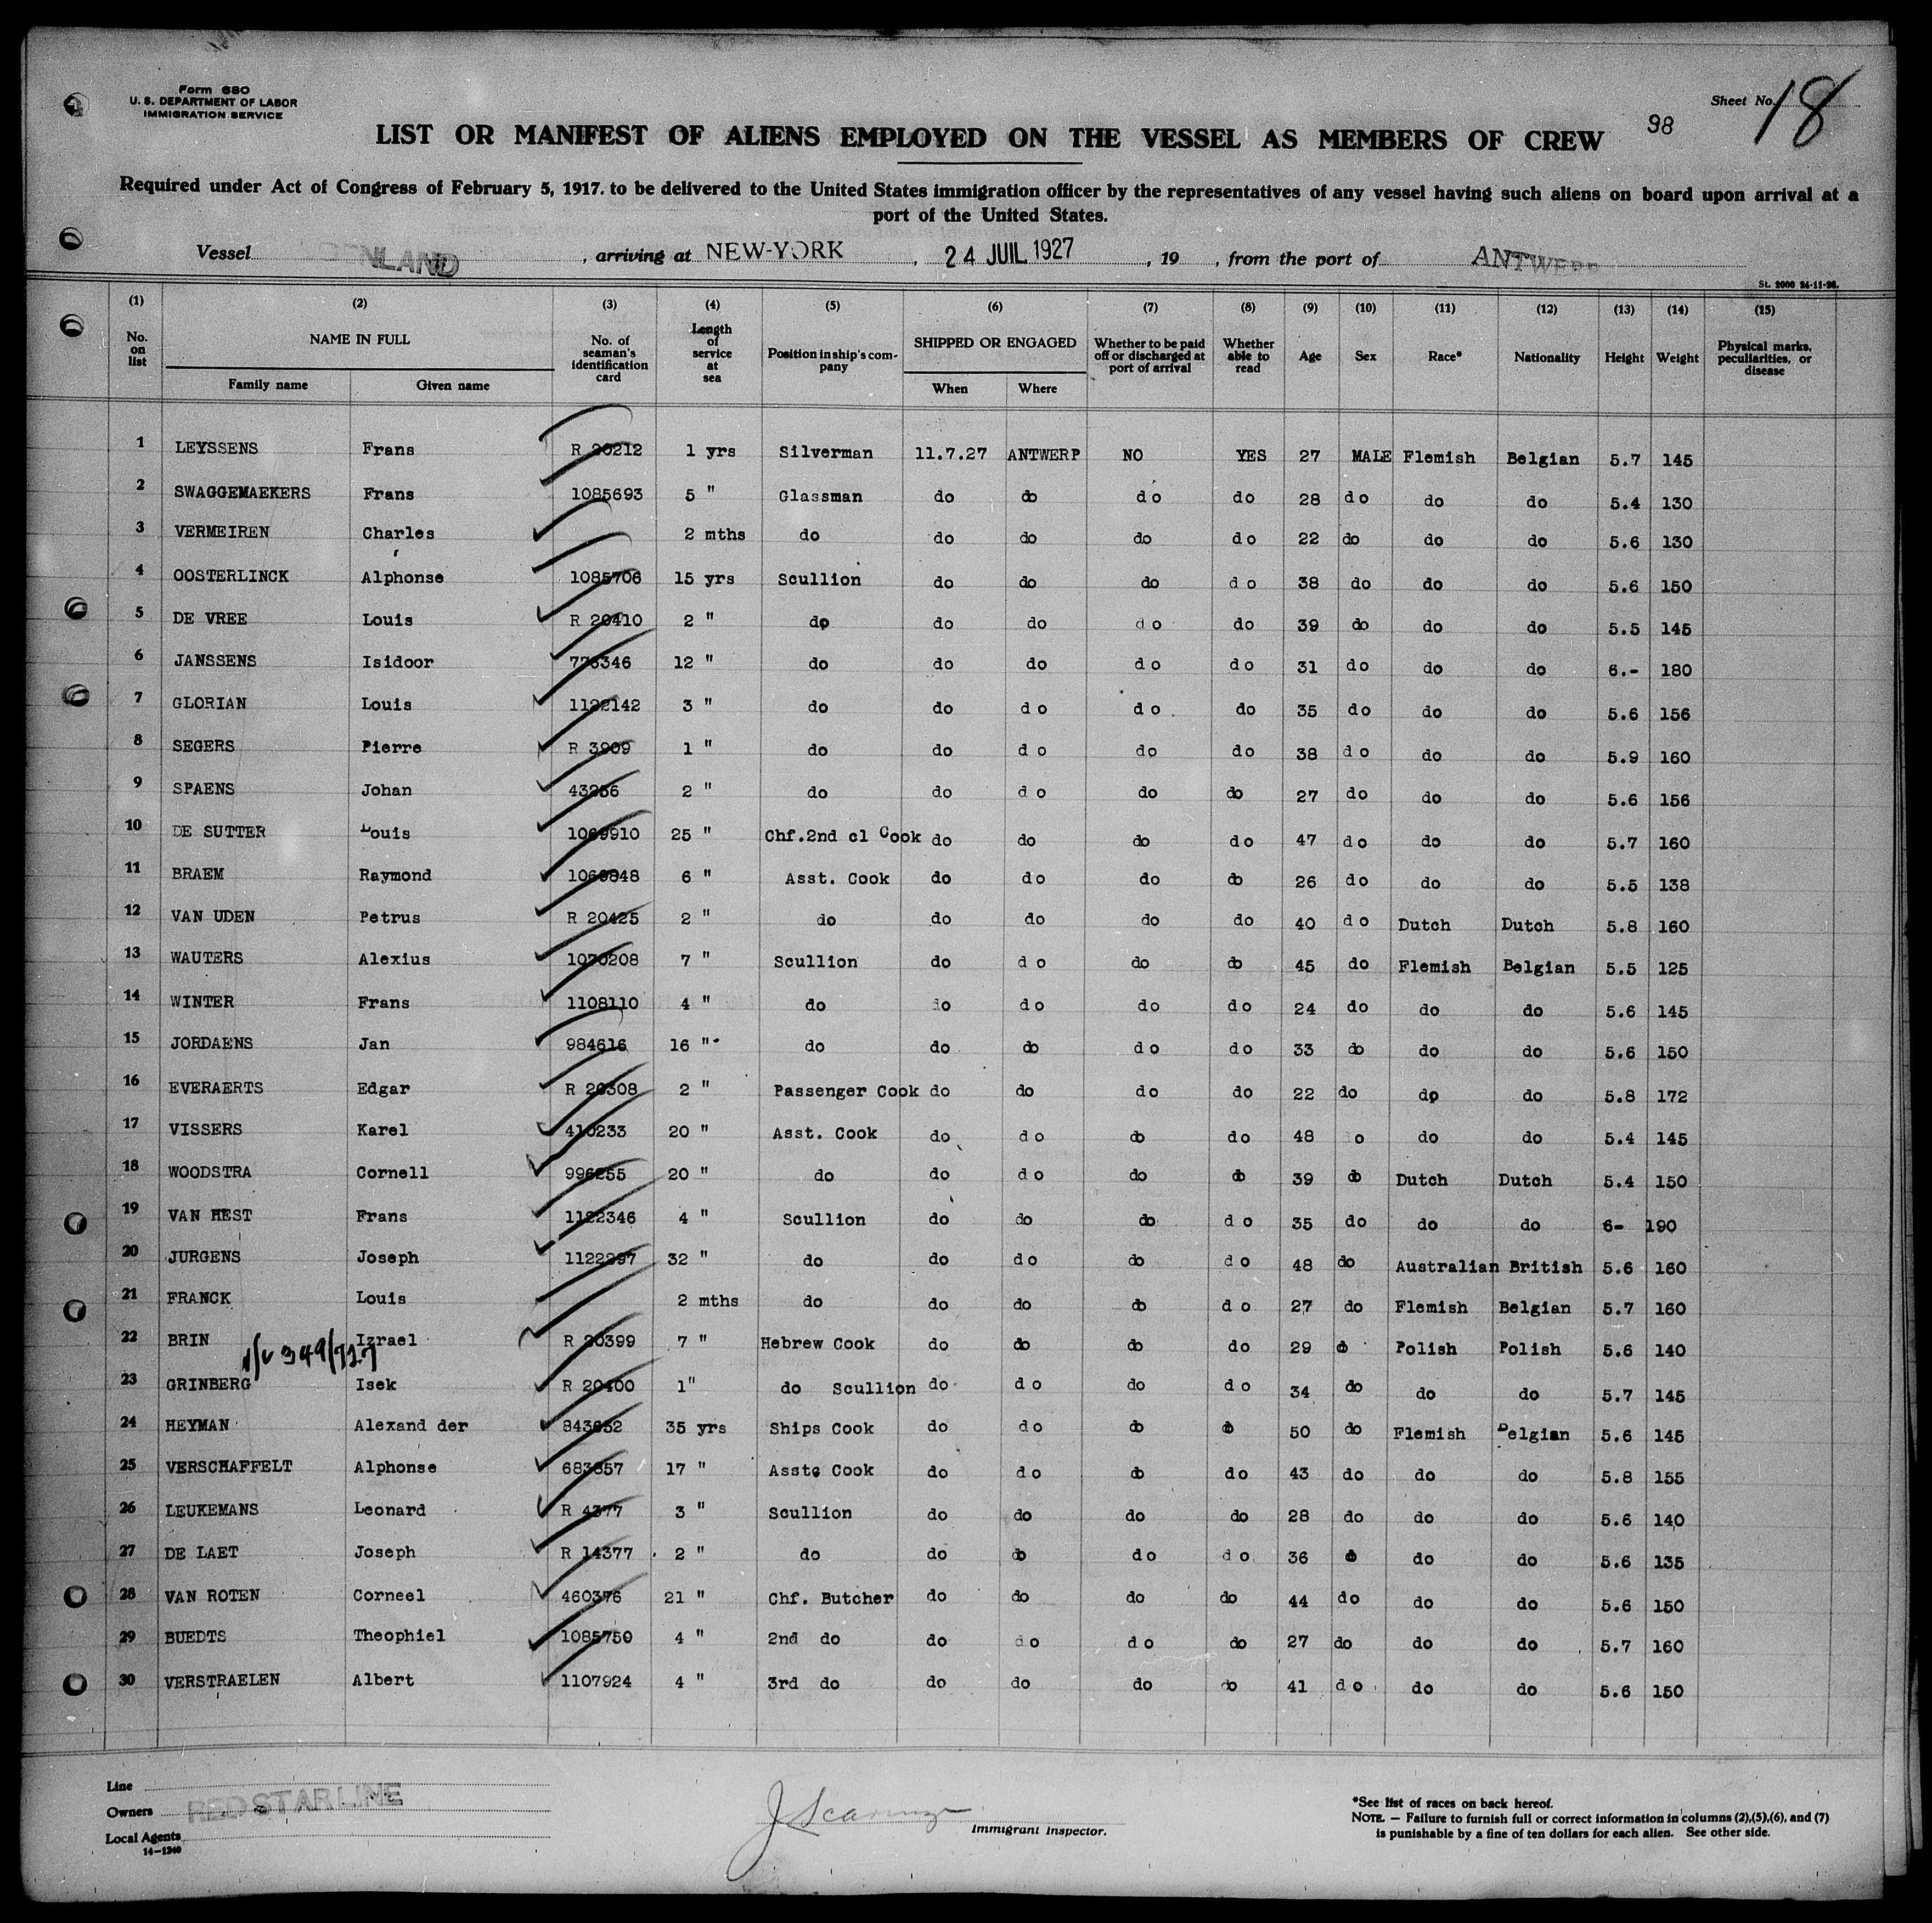 Form 680
U. S. DEPARTMENT OF LABOR
IMMIGRATION SERVICE
Sheet No. 18
98
LIST OR MANIFEST OF ALIENS EMPLOYED ON THE VESSEL AS MEMBERS OF CREW
Required under Act of Congress of February 5, 1917. to be delivered to the United States immigration officer by the representatives of any vessel having such aliens on board upon arrival at a
port of the United States.
Vessel ENLAND, arriving at NEW-YORK, 24 JUIL 1927, 19 , from the port of ANTWERP
St. 2000 24-11-26.
(1) (2) (3) (4) (5) (6) (7) (8) (9) (10) (11) (12) (13) (14) (15)
No. on list NAME IN FULL Family name Given name No. of seaman's identification card Length of service at sea Position in ship's company SHIPPED OR ENGAGED When Where Whether to be paid off or discharged at port of arrival Whether able to read Age Sex Race* Nationality Height Weight Physical marks, peculiarities, or disease
1 LEYSSENS Frans R 20212 1 yrs Silverman 11.7.27 ANTWERP NO YES 27 MALE Flemish Belgian 5.7 145
2 SWAGGEMAEKERS Frans 1085693 5 " Glassman do do do do 28 do do do 5.4 130
3 VERMEIREN Charles 2 mths do do do do do 22 do do do 5.6 130
4 OOSTERLINCK Alphonse 1085706 15 yrs Scullion do do do do 38 do do do 5.6 150
5 DE VREE Louis R 20410 2 " do do do do do 39 do do do 5.5 145
6 JANSSENS Isidoor 773346 12 " do do do do do 31 do do do 6.- 180
7 GLORIAN Louis 1122142 3 " do do do do do 35 do do do 5.6 156
8 SEGERS Pierre R 3909 1 " do do do do do 38 do do do 5.9 160
9 SPAENS Johan 43236 2 " do do do do do 27 do do do 5.6 156
10 DE SUTTER Louis 1069910 25 " Chf.2nd cl Cook do do do do 47 do do do 5.7 160
11 BRAEM Raymond 1069848 6 " Asst. Cook do do do do 26 do do do 5.5 138
12 VAN UDEN Petrus R 20425 2 " do do do do do 40 do Dutch Dutch 5.8 160
13 WAUTERS Alexius 1070208 7 " Scullion do do do do 45 do Flemish Belgian 5.5 125
14 WINTER Frans 1108110 4 " do do do do do 24 do do do 5.6 145
15 JORDAENS Jan 984616 16 " do do do do do 33 do do do 5.6 150
16 EVERAERTS Edgar R 20308 2 " Passenger Cook do do do do 22 do do do 5.8 172
17 VISSERS Karel 410233 20 " Asst. Cook do do do do 48 do do do 5.4 145
18 WOODSTRA Cornell 996255 20 " do do do do do 39 do Dutch Dutch 5.4 150
19 VAN HEST Frans 1122346 4 " Scullion do do do do 35 do do do 6- 190
20 JURGENS Joseph 1122297 32 " do do do do do 48 do Australian British 5.6 160
21 FRANCK Louis 2 mths do do do do do 27 do Flemish Belgian 5.7 160
22 BRIN Izrael R 20399 7 " Hebrew Cook do do do do 29 do Polish Polish 5.6 140
23 GRINBERG Isek R 20400 1" do Scullion do do do do 34 do do do 5.7 145
24 HEYMAN Alexand der 843652 35 yrs Ships Cook do do do do 50 do Flemish Belgian 5.6 145
25 VERSCHAFFELT Alphonse 683857 17 " Asstc Cook do do do do 43 do do do 5.8 155
26 LEUKEMANS Leonard R 4377 3 " Scullion do do do do 28 do do do 5.6 140
27 DE LAET Joseph R 14377 2 " do do do do do 36 do do do 5.6 135
28 VAN ROTEN Corneel 460376 21 " Chf. Butcher do do do do 44 do do do 5.6 150
29 BUEDTS Theophiel 1085750 4 " 2nd do do do do do 27 do do do 5.7 160
30 VERSTRAELEN Albert 1107924 4 " 3rd do do do do do 41 do do do 5.6 150
Line
Owners RED STAR LINE
Local Agents
14-1240
Immigrant Inspector.
*See list of races on back hereof.
NOTE. — Failure to furnish full or correct information in columns (2),(5),(6), and (7)
is punishable by a fine of ten dollars for each alien. See other side.